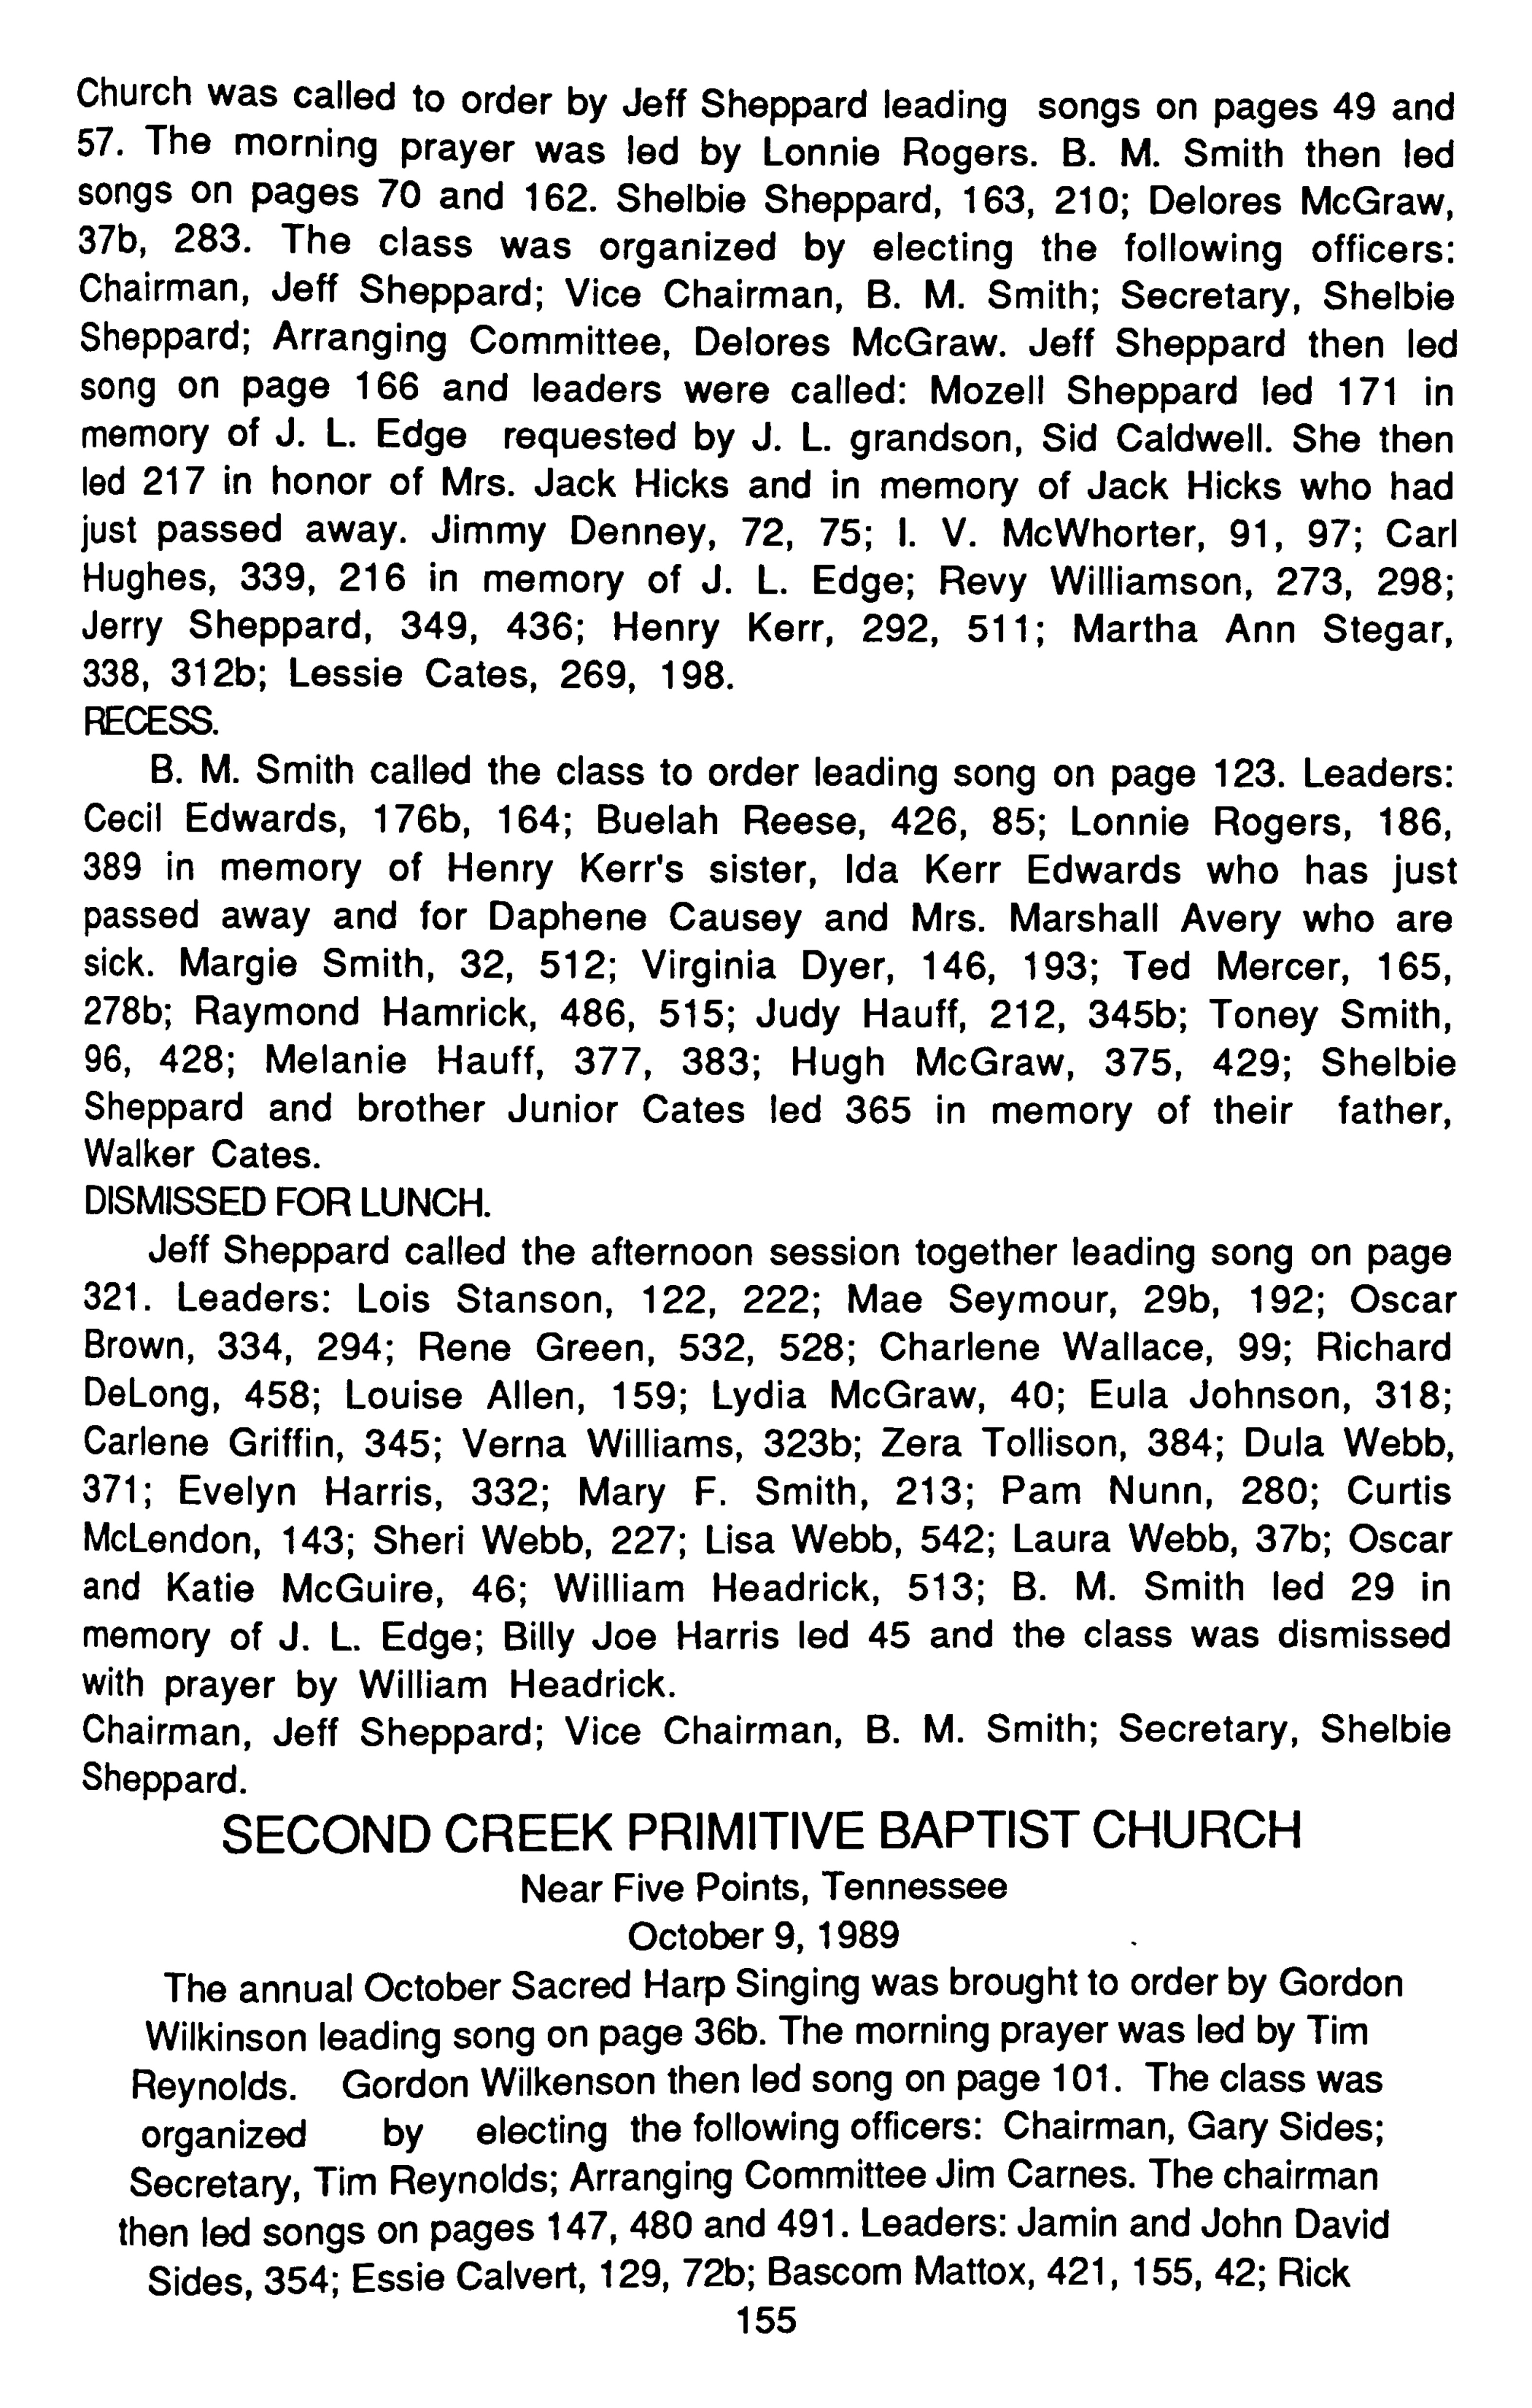 Church was called to order by Jeff Sheppard leading songs on pages 49 and
57. The morning prayer was led by Lonnie Rogers. B. M. Smith then led
songs on pages 70 and 162. Shelbie Sheppard, 163, 210; Delores McGraw,
37b, 283. The class was organized by electing the following officers:
Chairman, Jeff Sheppard; Vice Chairman, B. M. Smith; Secretary, Shelbie
Sheppard; Arranging Committee, Delores McGraw. Jeff Sheppard then led
song on page 166 and leaders were called: Mozell Sheppard led 171 in
memory of J. L. Edge requested by J. L. grandson, Sid Caldwell. She then
led 217 in honor of Mrs. Jack Hicks and in memory of Jack Hicks who had
just passed away. Jimmy Denney, 72, 75; I. V. McWhorter, 91, 97; Carl
Hughes, 339, 216 in memory of J. L. Edge; Revy Williamson, 273, 298;
Jerry Sheppard, 349, 436; Henry Kerr, 292, 511; Martha Ann Stegar,
338, 312b; Lessie Cates, 269, 198.
RECESS.
B. M. Smith called the class to order leading song on page 123. Leaders:
Cecil Edwards, 176b, 164; Buelah Reese, 426, 85; Lonnie Rogers, 186,
389 in memory of Henry Kerr's sister, Ida Kerr Edwards who has just
passed away and for Daphene Causey and Mrs. Marshall Avery who are
sick. Margie Smith, 32, 512; Virginia Dyer, 146, 193; Ted Mercer, 165,
278b; Raymond Hamrick, 486, 515; Judy Hauff, 212, 345b; Toney Smith,
96, 428; Melanie Hauff, 377, 383; Hugh McGraw, 375, 429; Shelbie
Sheppard and brother Junior Cates led 365 in memory of their father,
Walker Cates.
DISMISSED FOR LUNCH.
Jeff Sheppard called the afternoon session together leading song on page
321. Leaders: Lois Stanson, 122, 222; Mae Seymour, 29b, 192; Oscar
Brown, 334, 294; Rene Green, 532, 528; Charlene Wallace, 99; Richard
DeLong, 458; Louise Allen, 159; Lydia McGraw, 40; Eula Johnson, 318;
Carlene Griffin, 345; Verna Williams, 323b; Zera Tollison, 384; Dula Webb,
371; Evelyn Harris, 332; Mary F. Smith, 213; Pam Nunn, 280; Curtis
McLendon, 143; Sheri Webb, 227; Lisa Webb, 542; Laura Webb, 37b; Oscar
and Katie McGuire, 46; William Headrick, 513; B. M. Smith led 29 in
memory of J. L. Edge; Billy Joe Harris led 45 and the class was dismissed
with prayer by William Headrick.
Chairman, Jeff Sheppard; Vice Chairman, B. M. Smith; Secretary, Shelbie
Sheppard.
SECOND CREEK PRIMITIVE BAPTIST CHURCH
Near Five Points, Tennessee
October 9, 1989
The annual October Sacred Harp Singing was brought to order by Gordon
Wilkinson leading song on page 36b. The morning prayer was led by Tim
Reynolds. Gordon Wilkenson then led song on page 101. The class was
organized by electing the following officers: Chairman, Gary Sides;
Secretary, Tim Reynolds; Arranging Committee Jim Carnes. The chairman
then led songs on pages 147, 480 and 491. Leaders: Jamin and John David
Sides, 354; Essie Calvert, 129, 72b; Bascom Mattox, 421, 155, 42; Rick
155